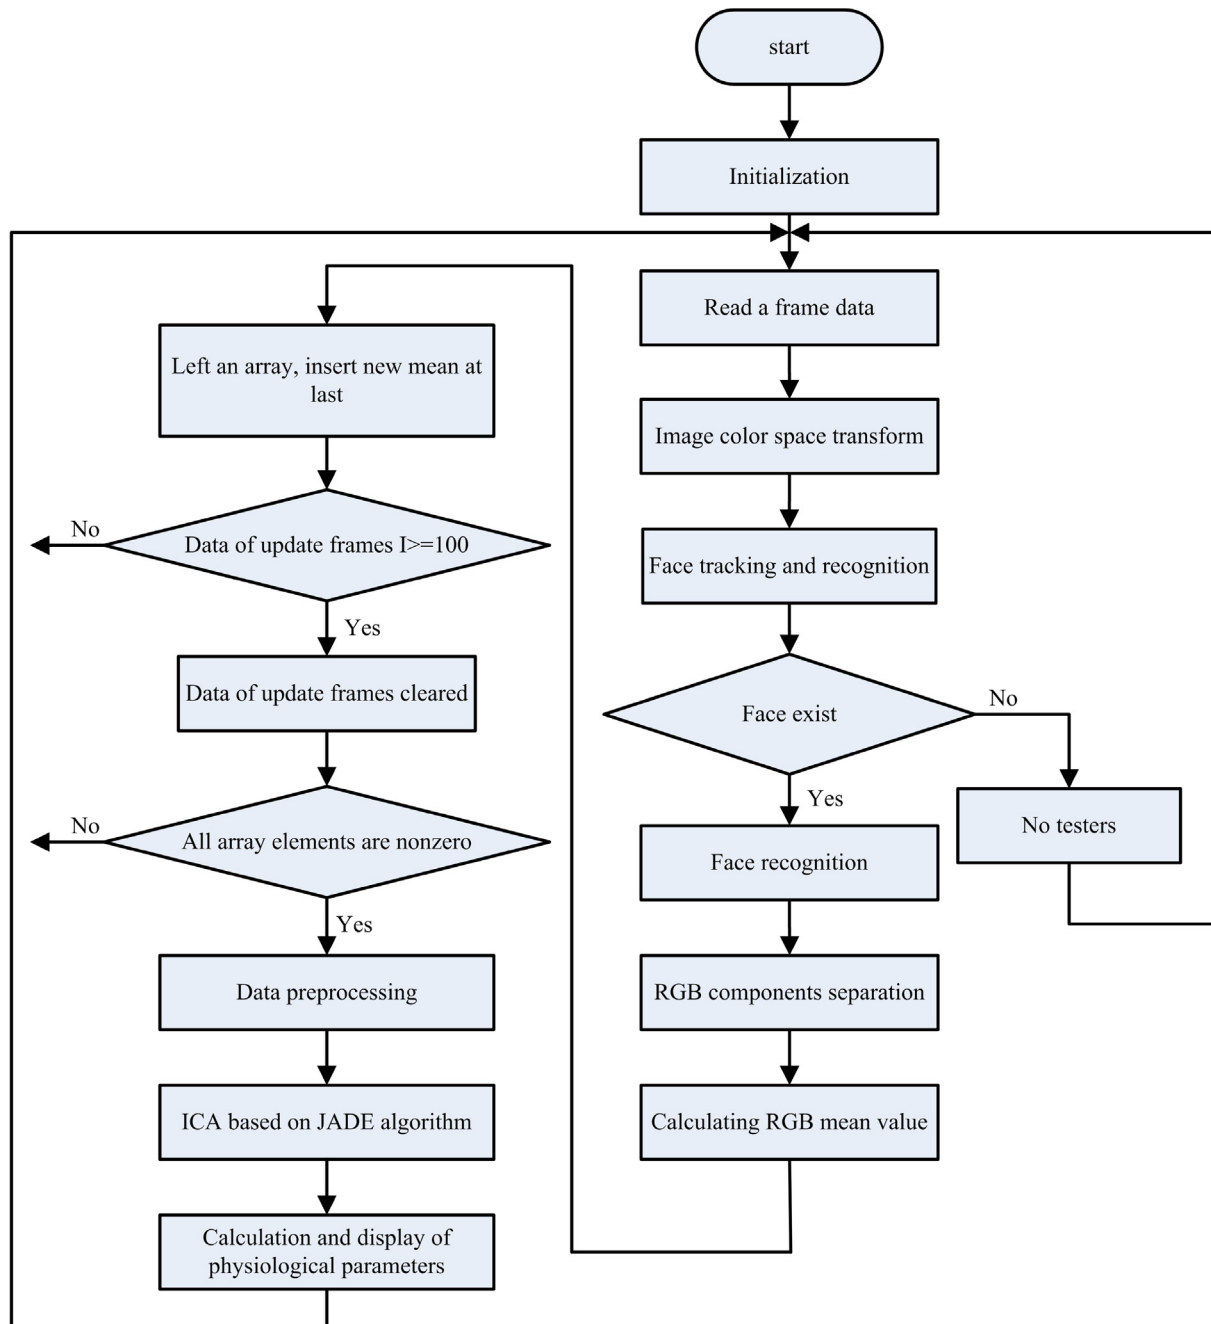 start
Initialization
Read a frame data
Image color space transform
Face tracking and recognition
Face exist
No
Yes
No testers
Face recognition
RGB components separation
Calculating RGB mean value
Left an array, insert new mean at
last
Data of update frames I>=100
No
Yes
Data of update frames cleared
All array elements are nonzero
No
Yes
Data preprocessing
ICA based on JADE algorithm
Calculation and display of
physiological parameters